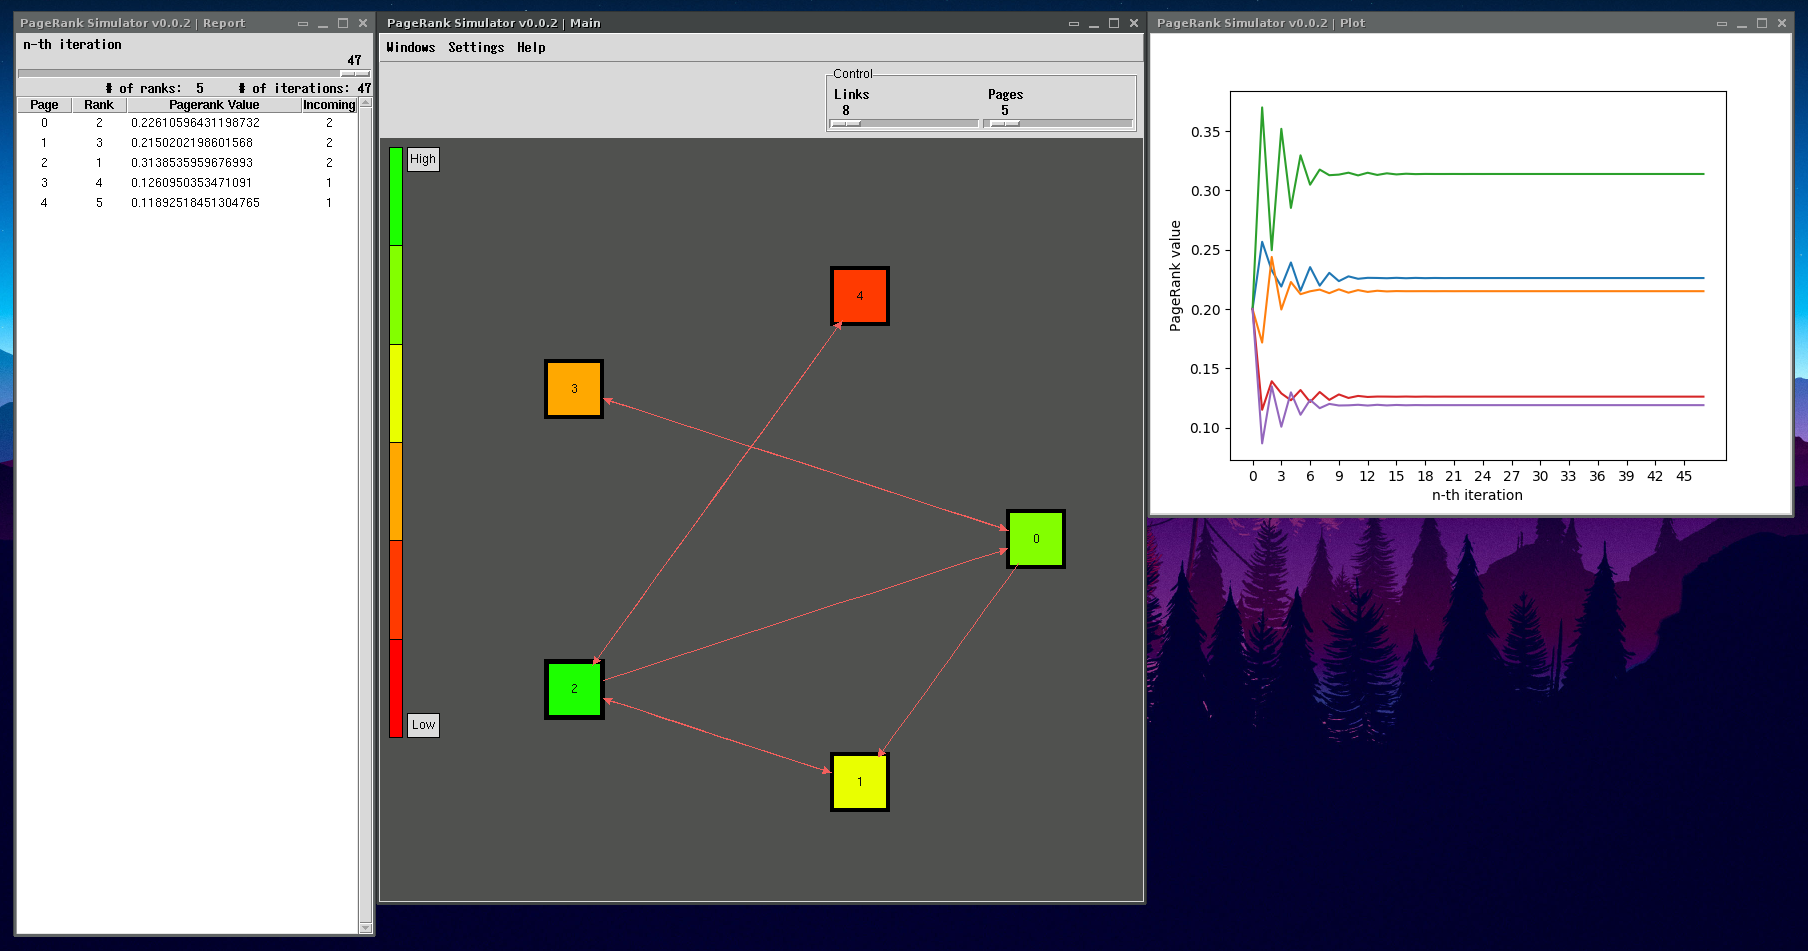 PageRank Simulator v0.0.2 | Report
n-th iteration
47
# of ranks: 5 # of iterations: 47
Page Rank Pagerank Value Incoming
0 2 0.22610596431198732 2
1 3 0.2150202198601568 2
2 1 0.3138535959676993 2
3 4 0.1260950353471091 1
4 5 0.11892518451304765 1
PageRank Simulator v0.0.2 | Main
Windows Settings Help
Control
Links Pages
8 5
High
4
3
0
2
Low
1
PageRank Simulator v0.0.2 | Plot
PageRank value
0.35
0.30
0.25
0.20
0.15
0.10
0 3 6 9 12 15 18 21 24 27 30 33 36 39 42 45
n-th iteration